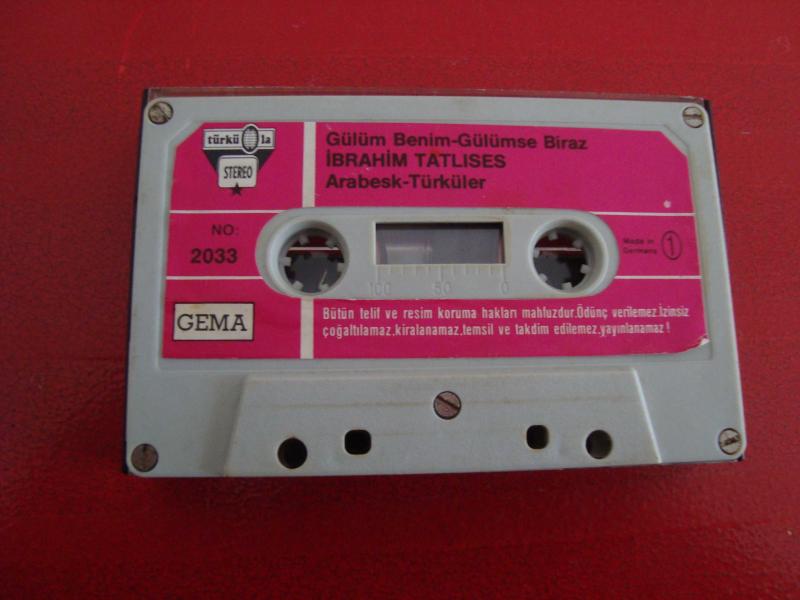 türkü la
STEREO
Gülüm Benim-Gülümse Biraz
İBRAHİM TATLISES
Arabesk-Türküler
NO:
2033
Made in
Germany
1
100 50 0
GEMA
Bütün telif ve resim koruma hakları mahfuzdur.Ödünç verilemez.İzinsiz
çoğaltılamaz,kiralanamaz,temsil ve takdim edilemez,yayınlanamaz!